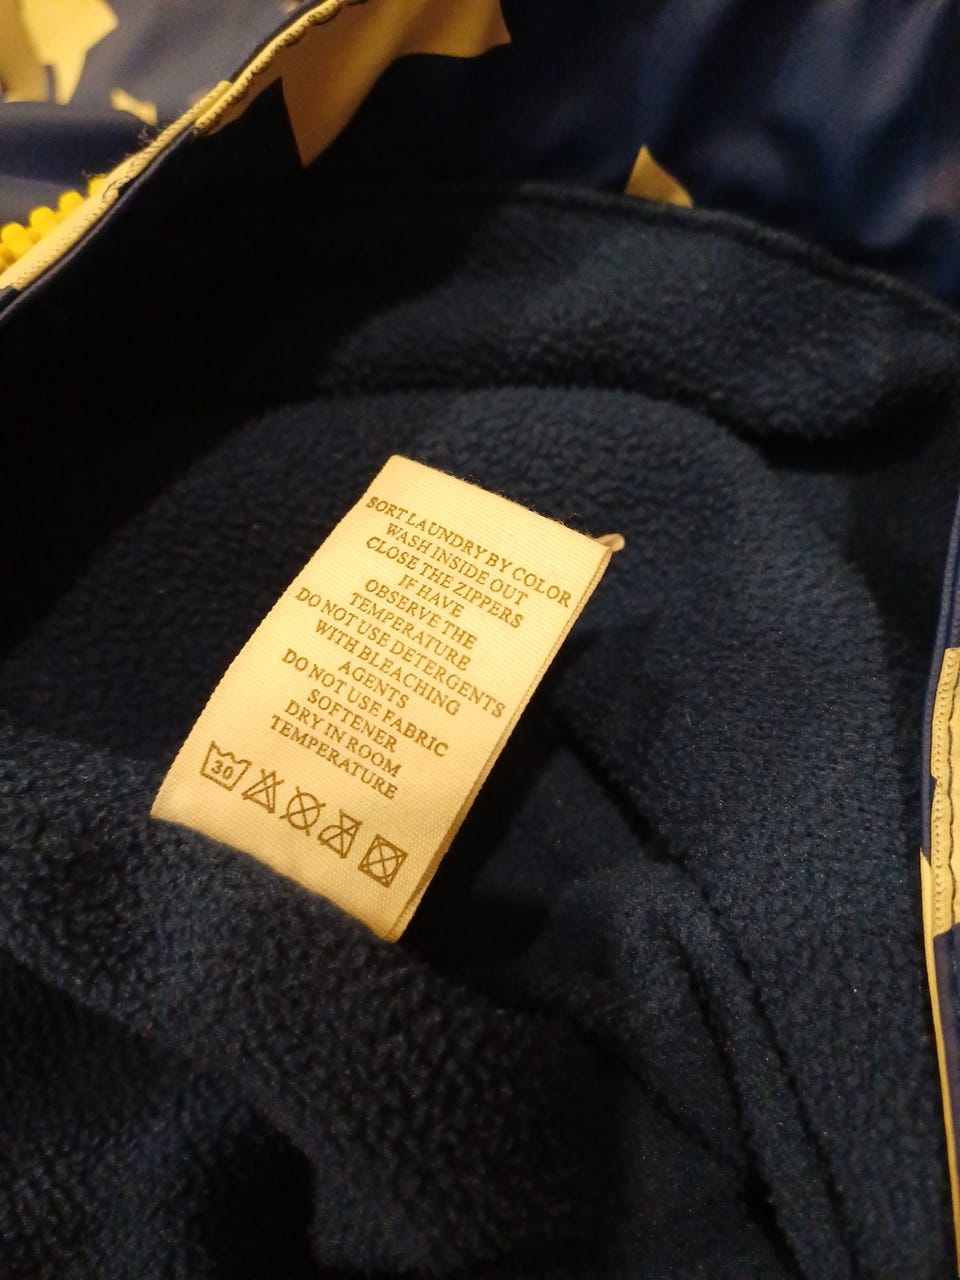 SORT LAUNDRY BY COLOR
WASH INSIDE OUT
CLOSE THE ZIPPERS
IF HAVE
OBSERVE THE
TEMPERATURE
DO NOT USE DETERGENTS
WITH BLEACHING
AGENTS
DO NOT USE FABRIC
SOFTENER
DRY IN ROOM
TEMPERATURE
30